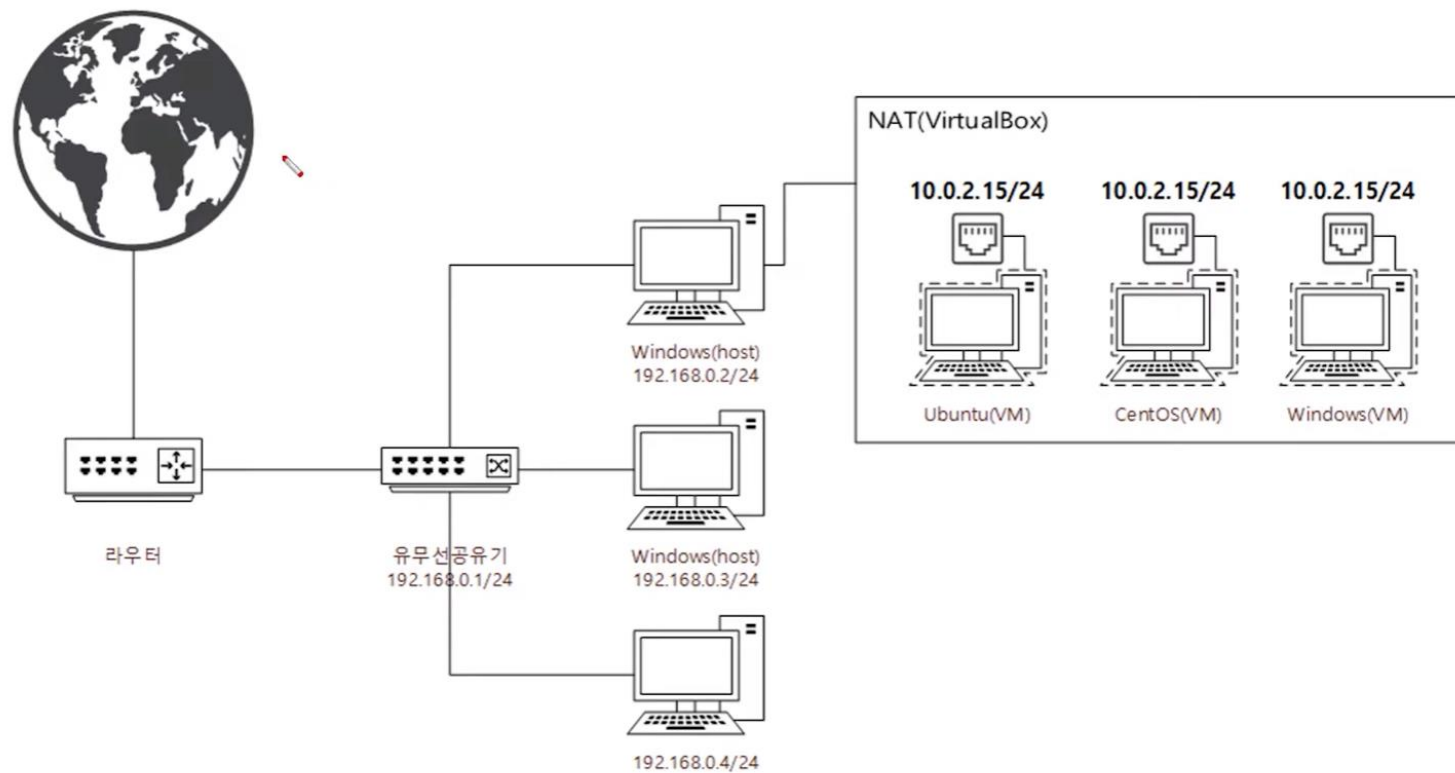 NAT(VirtualBox)
10.0.2.15/24
10.0.2.15/24
10.0.2.15/24
Ubuntu(VM)
CentOS(VM)
Windows(VM)
Windows(host)
192.168.0.2/24
라우터
유무선공유기
192.168.0.1/24
Windows(host)
192.168.0.3/24
192.168.0.4/24